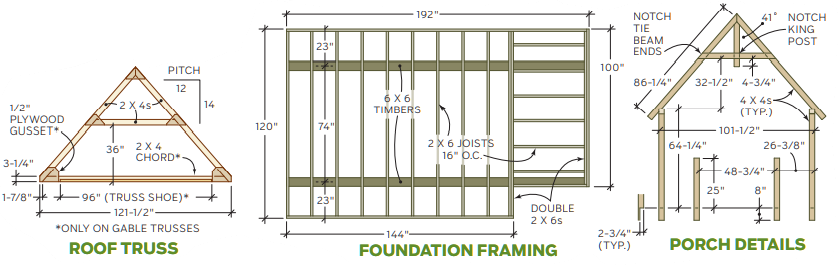 PITCH
12
14
1/2"
PLYWOOD
GUSSET*
2 X 4s
36"
2 X 4
CHORD*
3-1/4"
1-7/8"
96" (TRUSS SHOE)*
121-1/2"
*ONLY ON GABLE TRUSSES
ROOF TRUSS
192"
23"
100"
6 X 6
TIMBERS
120"
74"
2 X 6 JOISTS
16" O.C.
23"
DOUBLE
2 X 6s
144"
FOUNDATION FRAMING
NOTCH
TIE
BEAM
ENDS
41°
NOTCH
KING
POST
86-1/4"
32-1/2"
4-3/4"
4 X 4s
(TYP.)
101-1/2"
64-1/4"
26-3/8"
48-3/4"
25"
8"
2-3/4"
(TYP.)
PORCH DETAILS